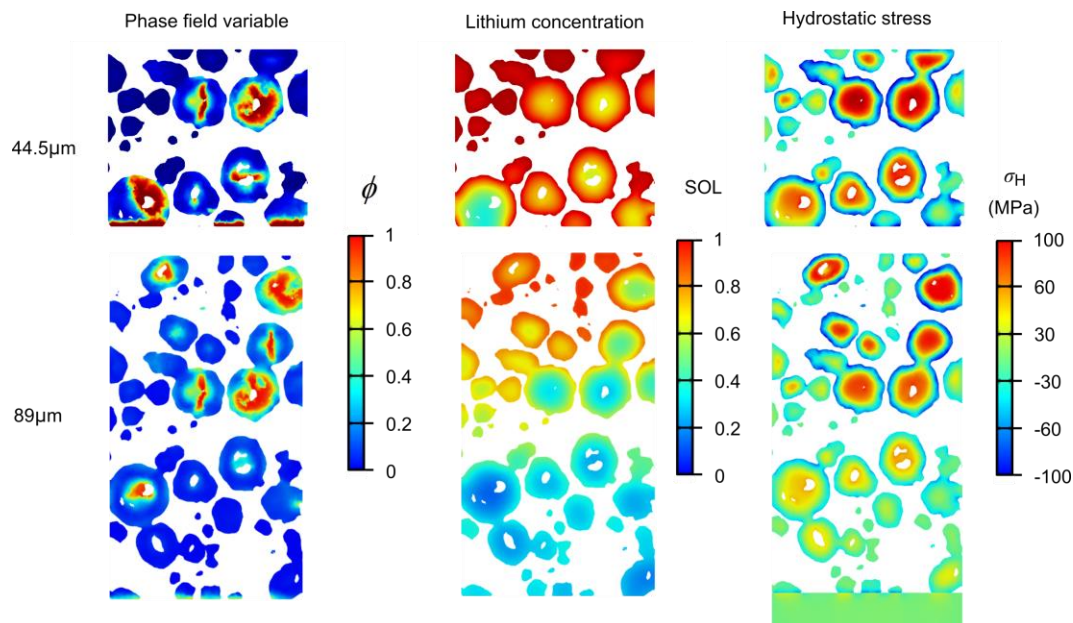 Phase field variable
Lithium concentration
Hydrostatic stress
44.5μm
ϕ
1
0.8
0.6
0.4
0.2
0
SOL
1
0.8
0.6
0.4
0.2
0
σH
(MPa)
100
60
30
-30
-60
-100
89μm